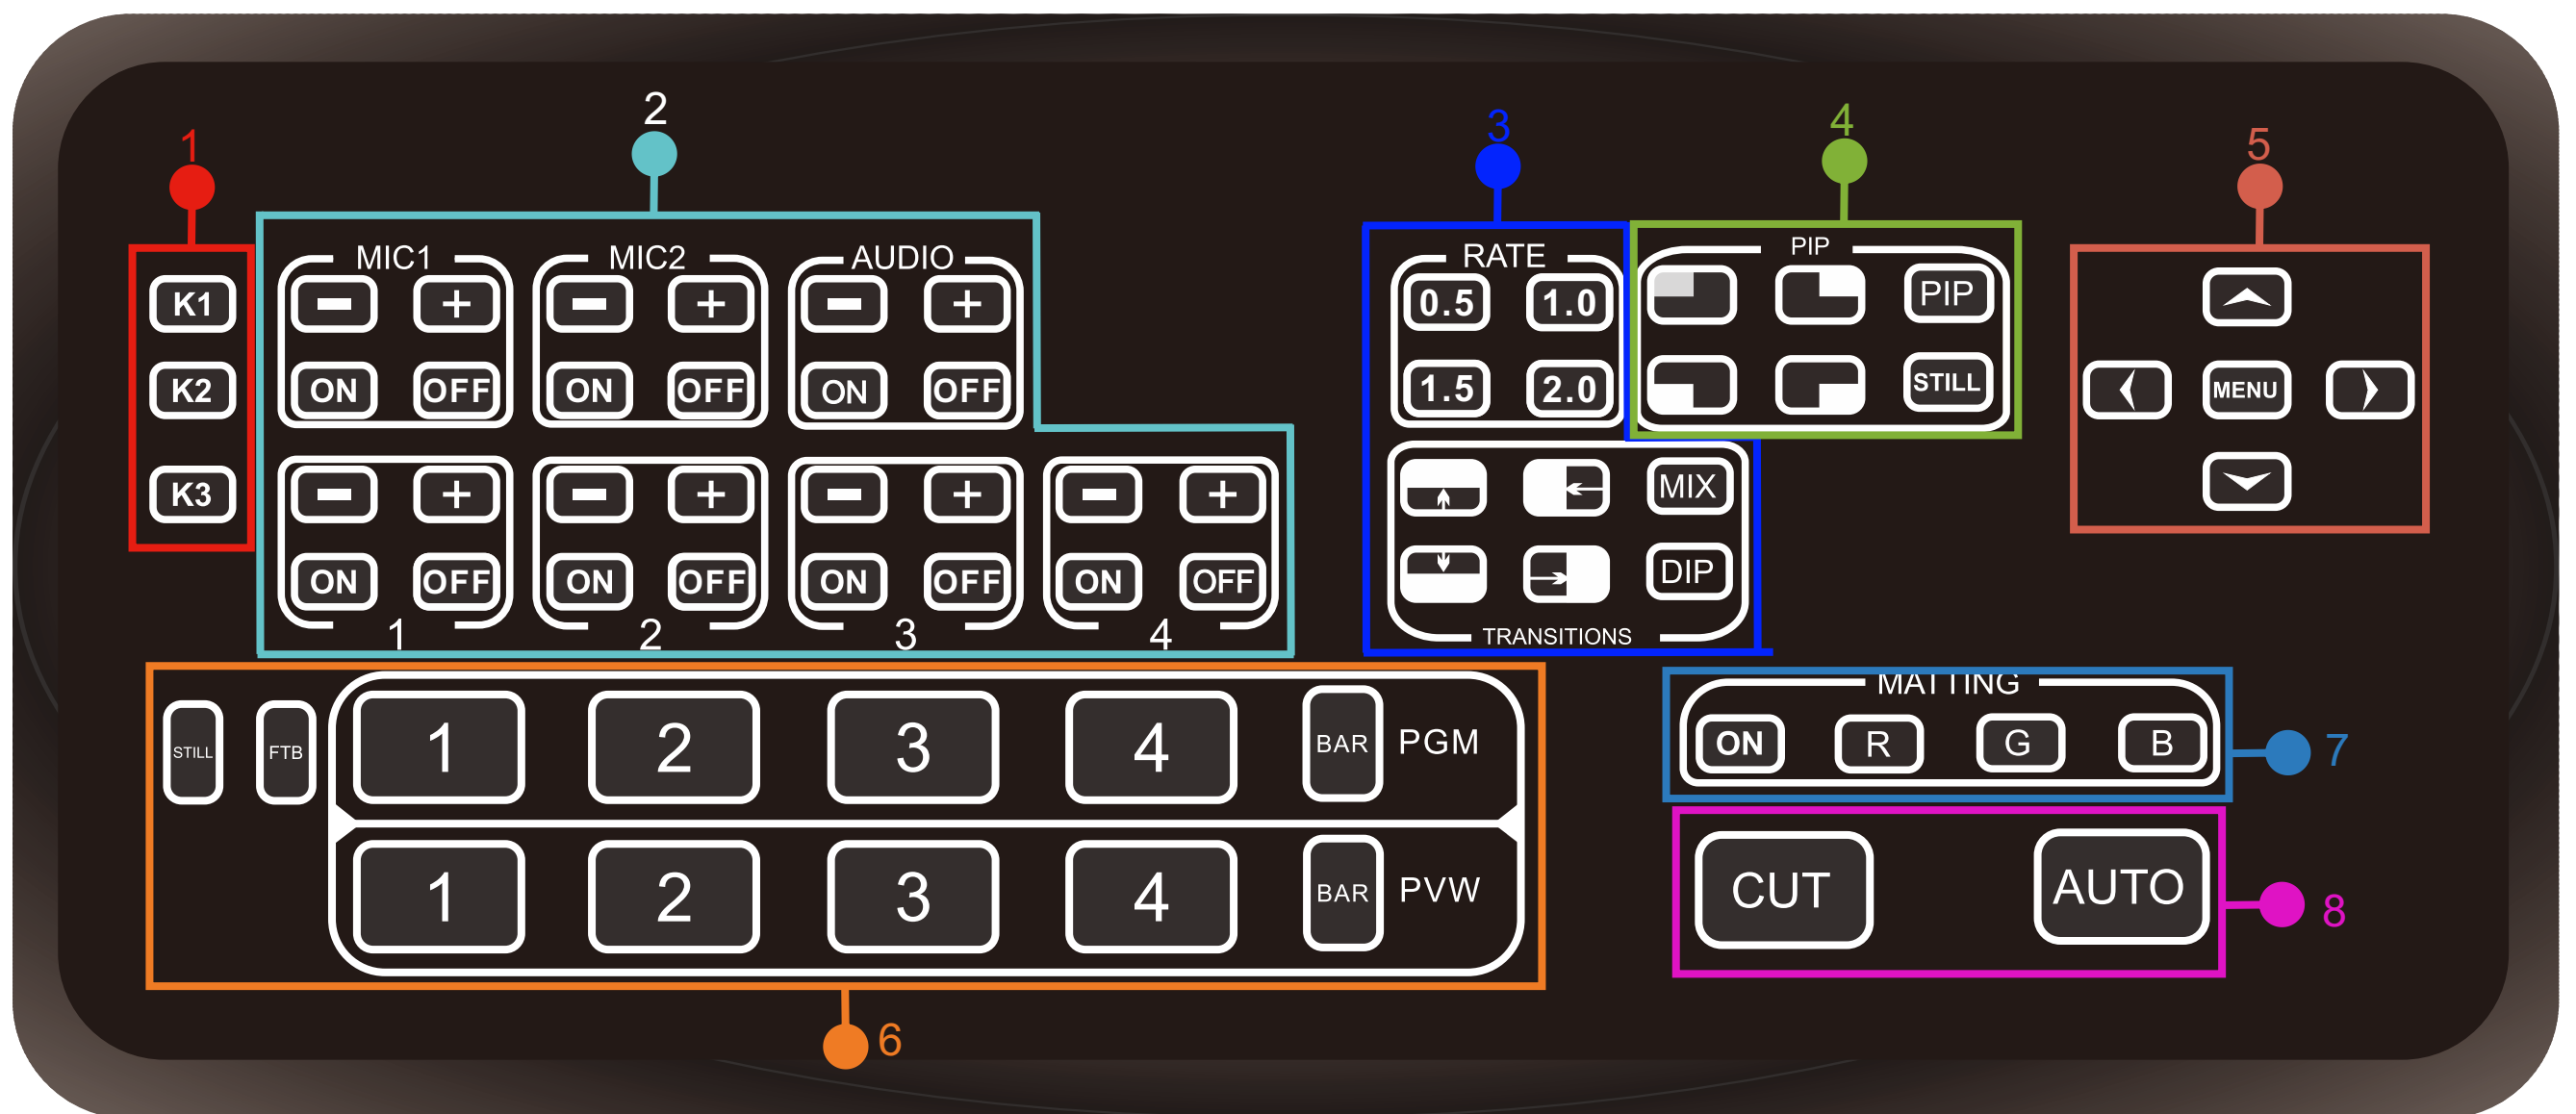 1
2
3
4
5
K1
K2
K3
MIC1
− +
ON OFF
MIC2
− +
ON OFF
AUDIO
− +
ON OFF
− +
ON OFF
1
− +
ON OFF
2
− +
ON OFF
3
− +
ON OFF
4
RATE
0.5 1.0
1.5 2.0
MIX
DIP
TRANSITIONS
PIP
PIP
STILL
MENU
STILL FTB
1 2 3 4 BAR PGM
1 2 3 4 BAR PVW
6
MATTING
ON R G B
7
CUT AUTO
8